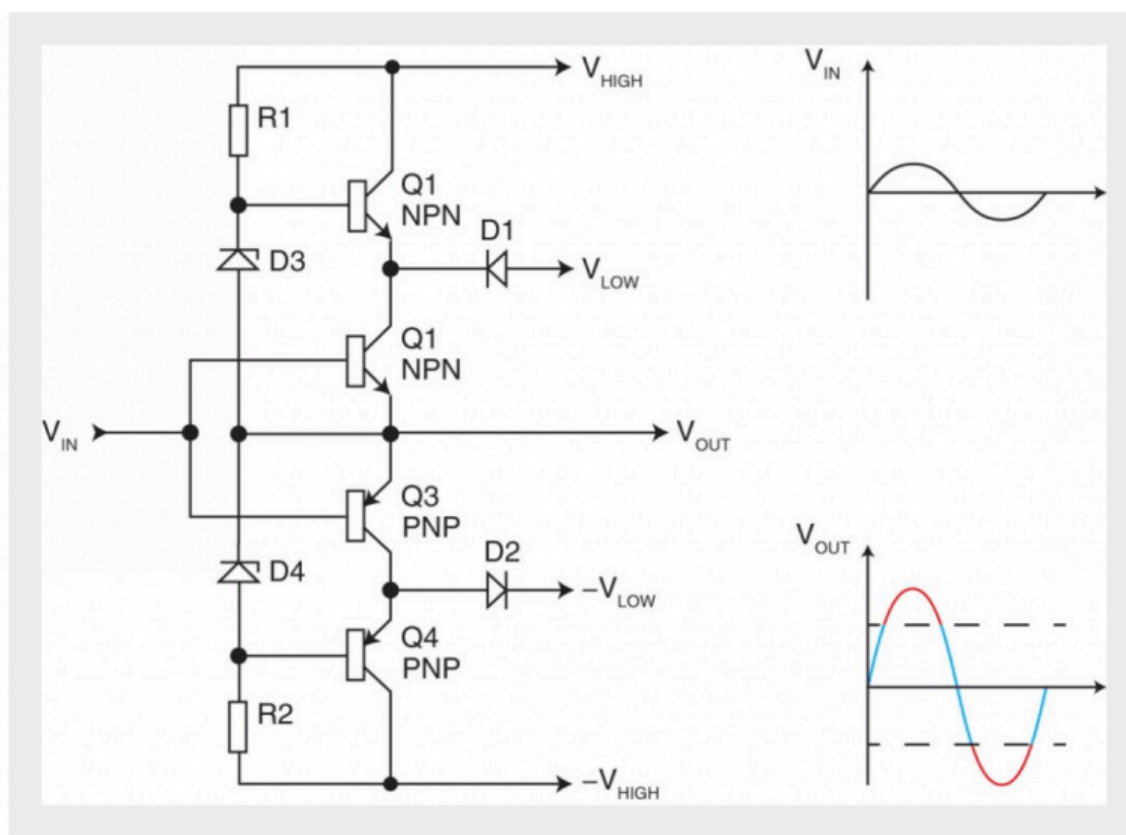 V_HIGH
V_IN
R1
Q1
NPN
D1
D3
V_LOW
Q1
NPN
V_IN
V_OUT
Q3
PNP
V_OUT
D2
D4
–V_LOW
Q4
PNP
R2
–V_HIGH